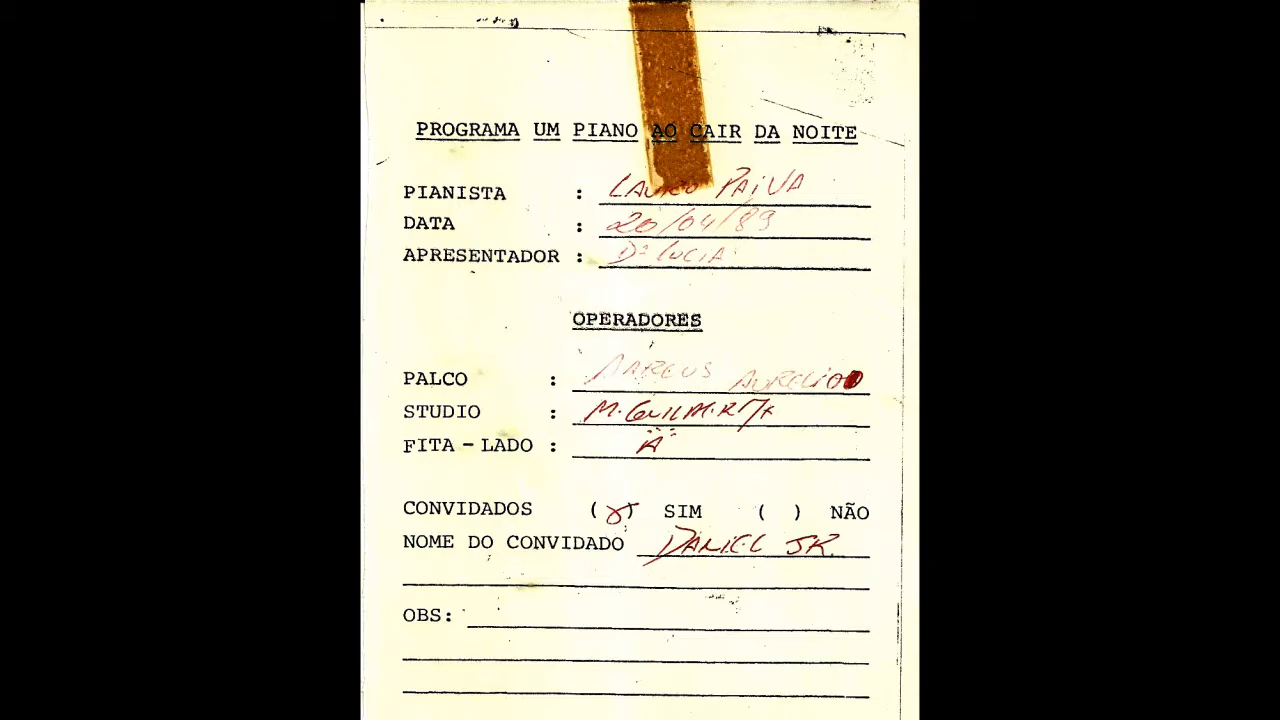 PROGRAMA UM PIANO AO CAIR DA NOITE
PIANISTA : LAURO PAIVA
DATA : 20/04/89
APRESENTADOR : Dª LUCIA
OPERADORES
PALCO : MARCUS AURELIO
STUDIO : M.
FITA - LADO : "A"
CONVIDADOS (X) SIM ( ) NÃO
NOME DO CONVIDADO DANIEL JR.
OBS: